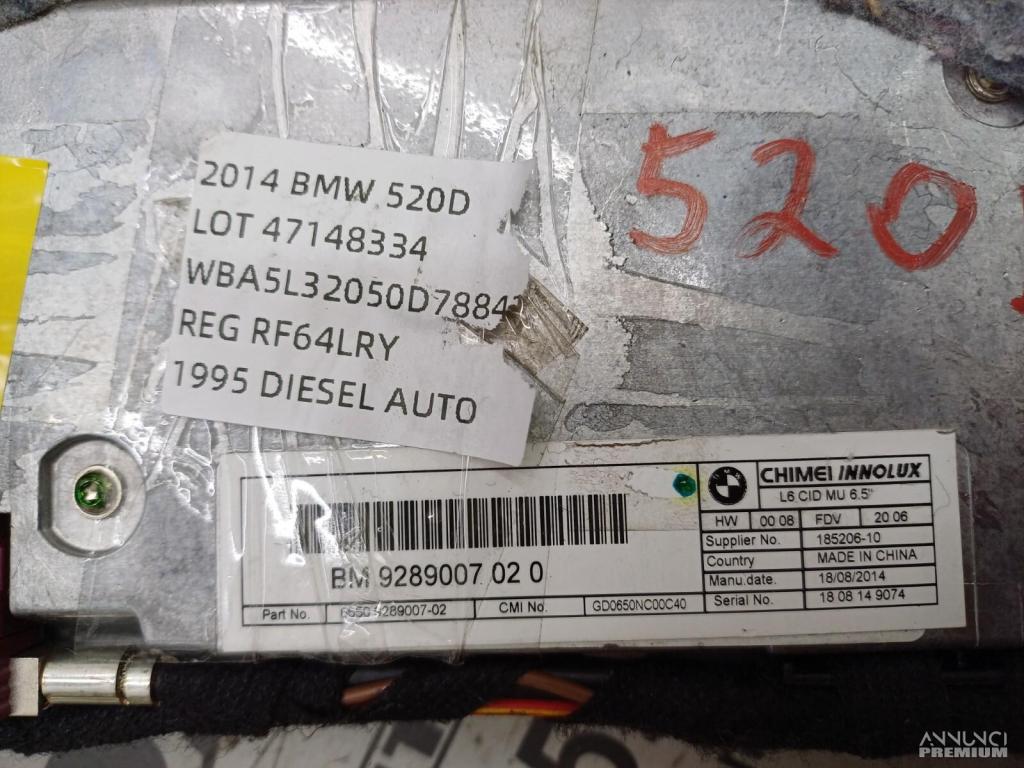 2014 BMW 520D
LOT 47148334
WBA5L32050D7884
REG RF64LRY
1995 DIESEL AUTO
520
CHIMEI INNOLUX
L6 CID MU 6.5"
HW 00 08 FDV 20 06
Supplier No. 185206-10
Country MADE IN CHINA
Manu.date. 18/08/2014
Serial No. 18 08 14 9074
BM 9289007 02 0
Part No. 6550 9289007-02 CMI No. GD0650NC00C40
ANNUNCI
PREMIUM